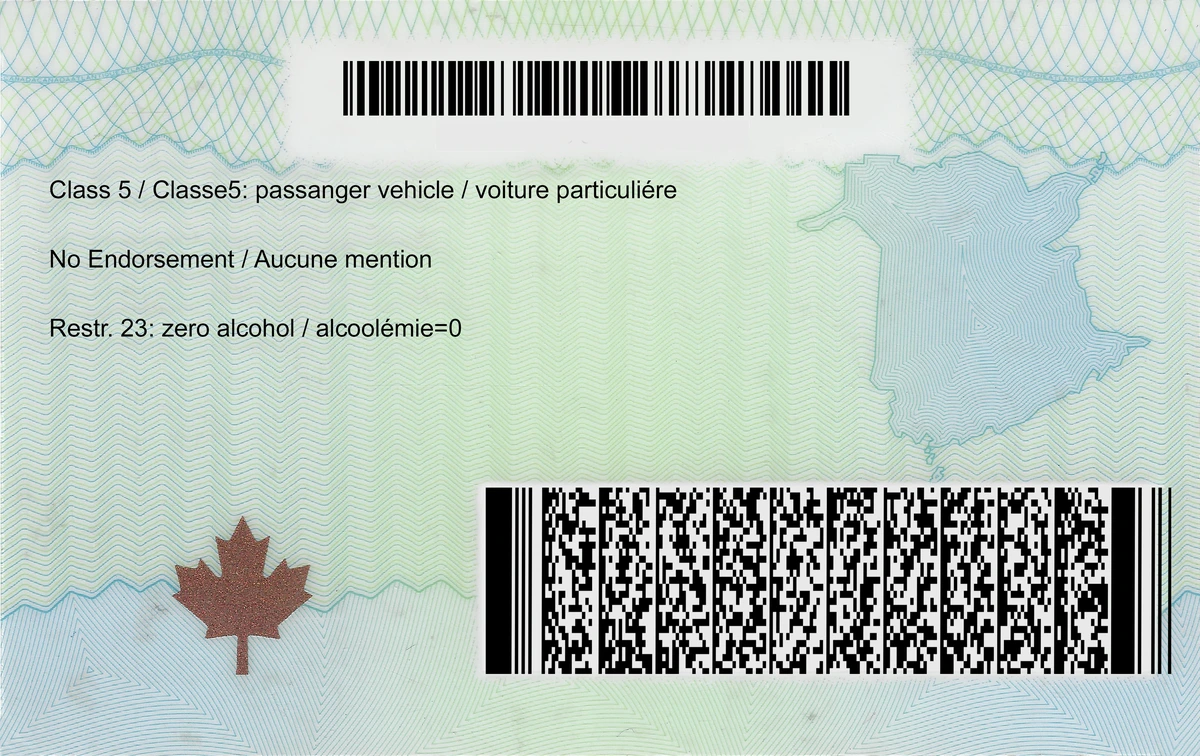 Class 5 / Classe5: passanger vehicle / voiture particuliére
No Endorsement / Aucune mention
Restr. 23: zero alcohol / alcoolémie=0